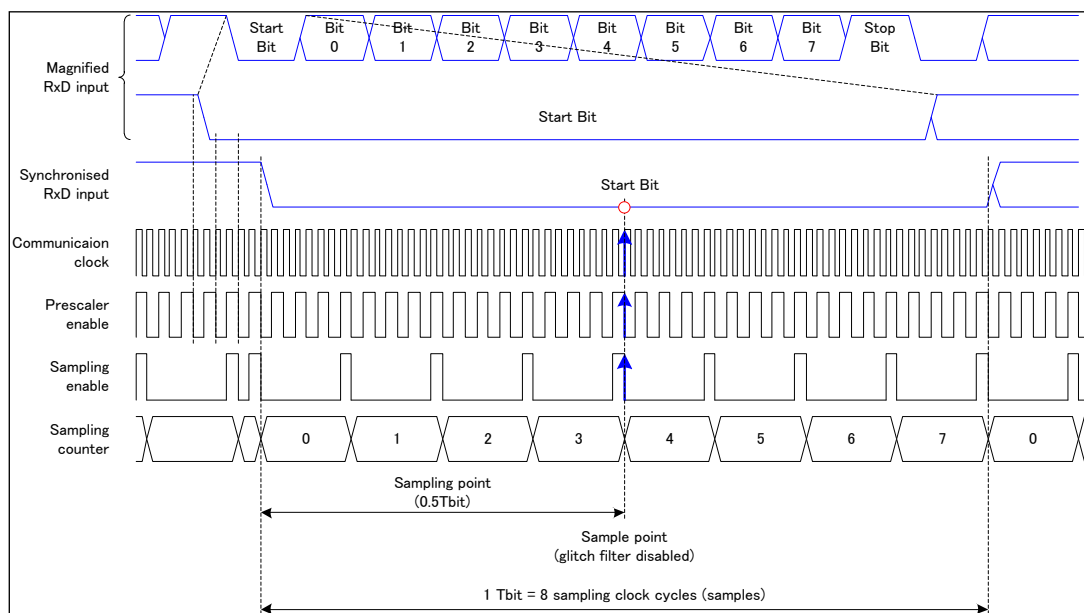 Magnified
RxD input
Start
Bit
Bit
0
Bit
1
Bit
2
Bit
3
Bit
4
Bit
5
Bit
6
Bit
7
Stop
Bit
Start Bit
Synchronised
RxD input
Start Bit
Communicaion
clock
Prescaler
enable
Sampling
enable
Sampling
counter
0 1 2 3 4 5 6 7 0
Sampling point
(0.5Tbit)
Sample point
(glitch filter disabled)
1 Tbit = 8 sampling clock cycles (samples)